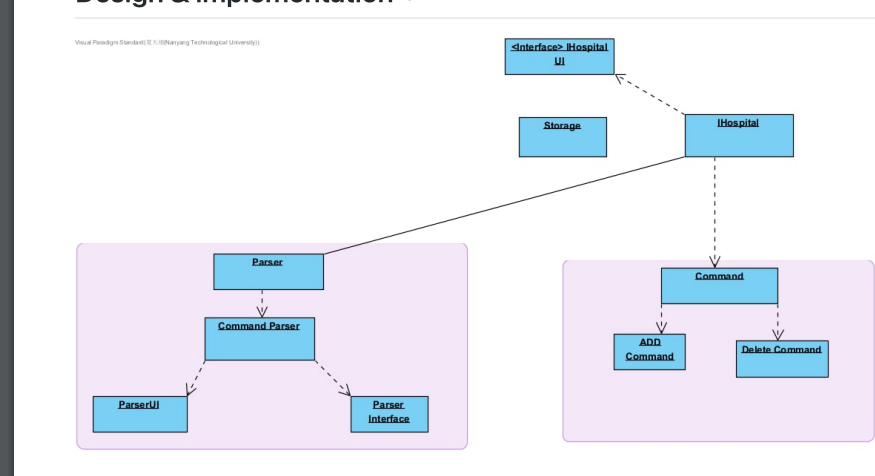 Design & Implementation
Visual Paradigm Standard( (Nanyang Technological University))
<Interface> IHospital
UI
Storage
IHospital
Parser
Command
Command Parser
ADD
Command
Delete Command
ParserUI
Parser
Interface